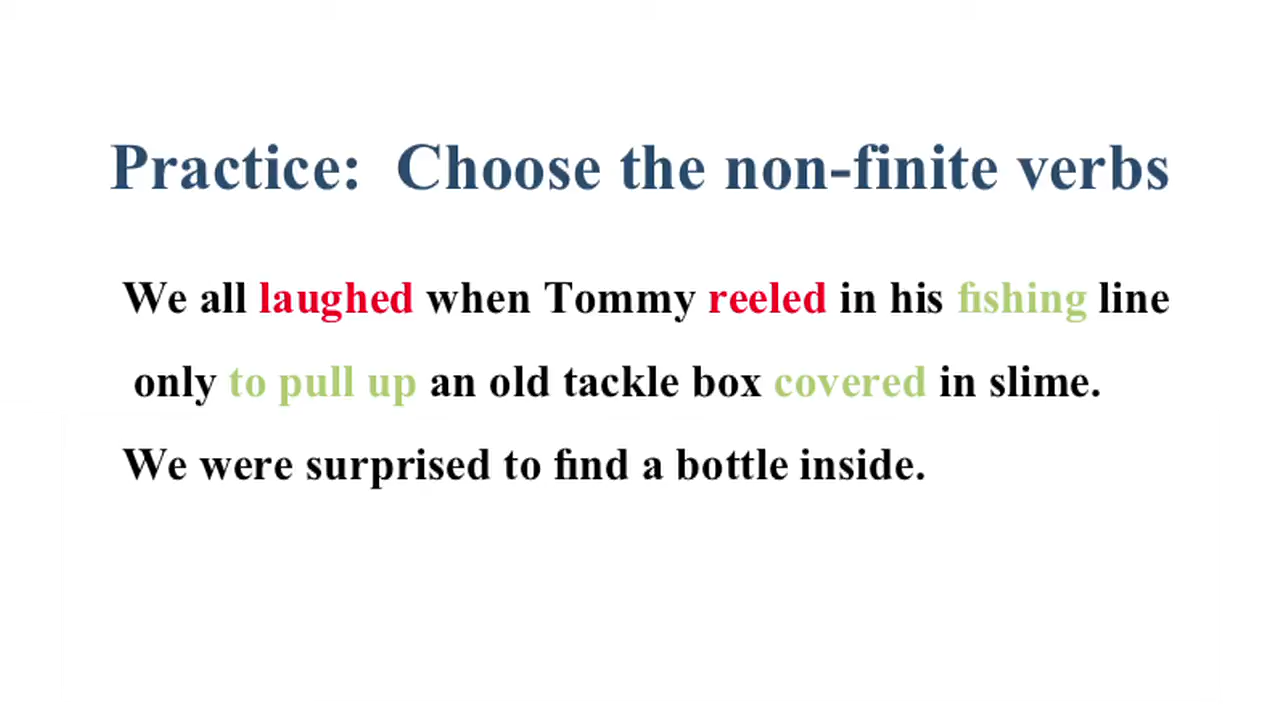 Practice: Choose the non-finite verbs
We all laughed when Tommy reeled in his fishing line
only to pull up an old tackle box covered in slime.
We were surprised to find a bottle inside.